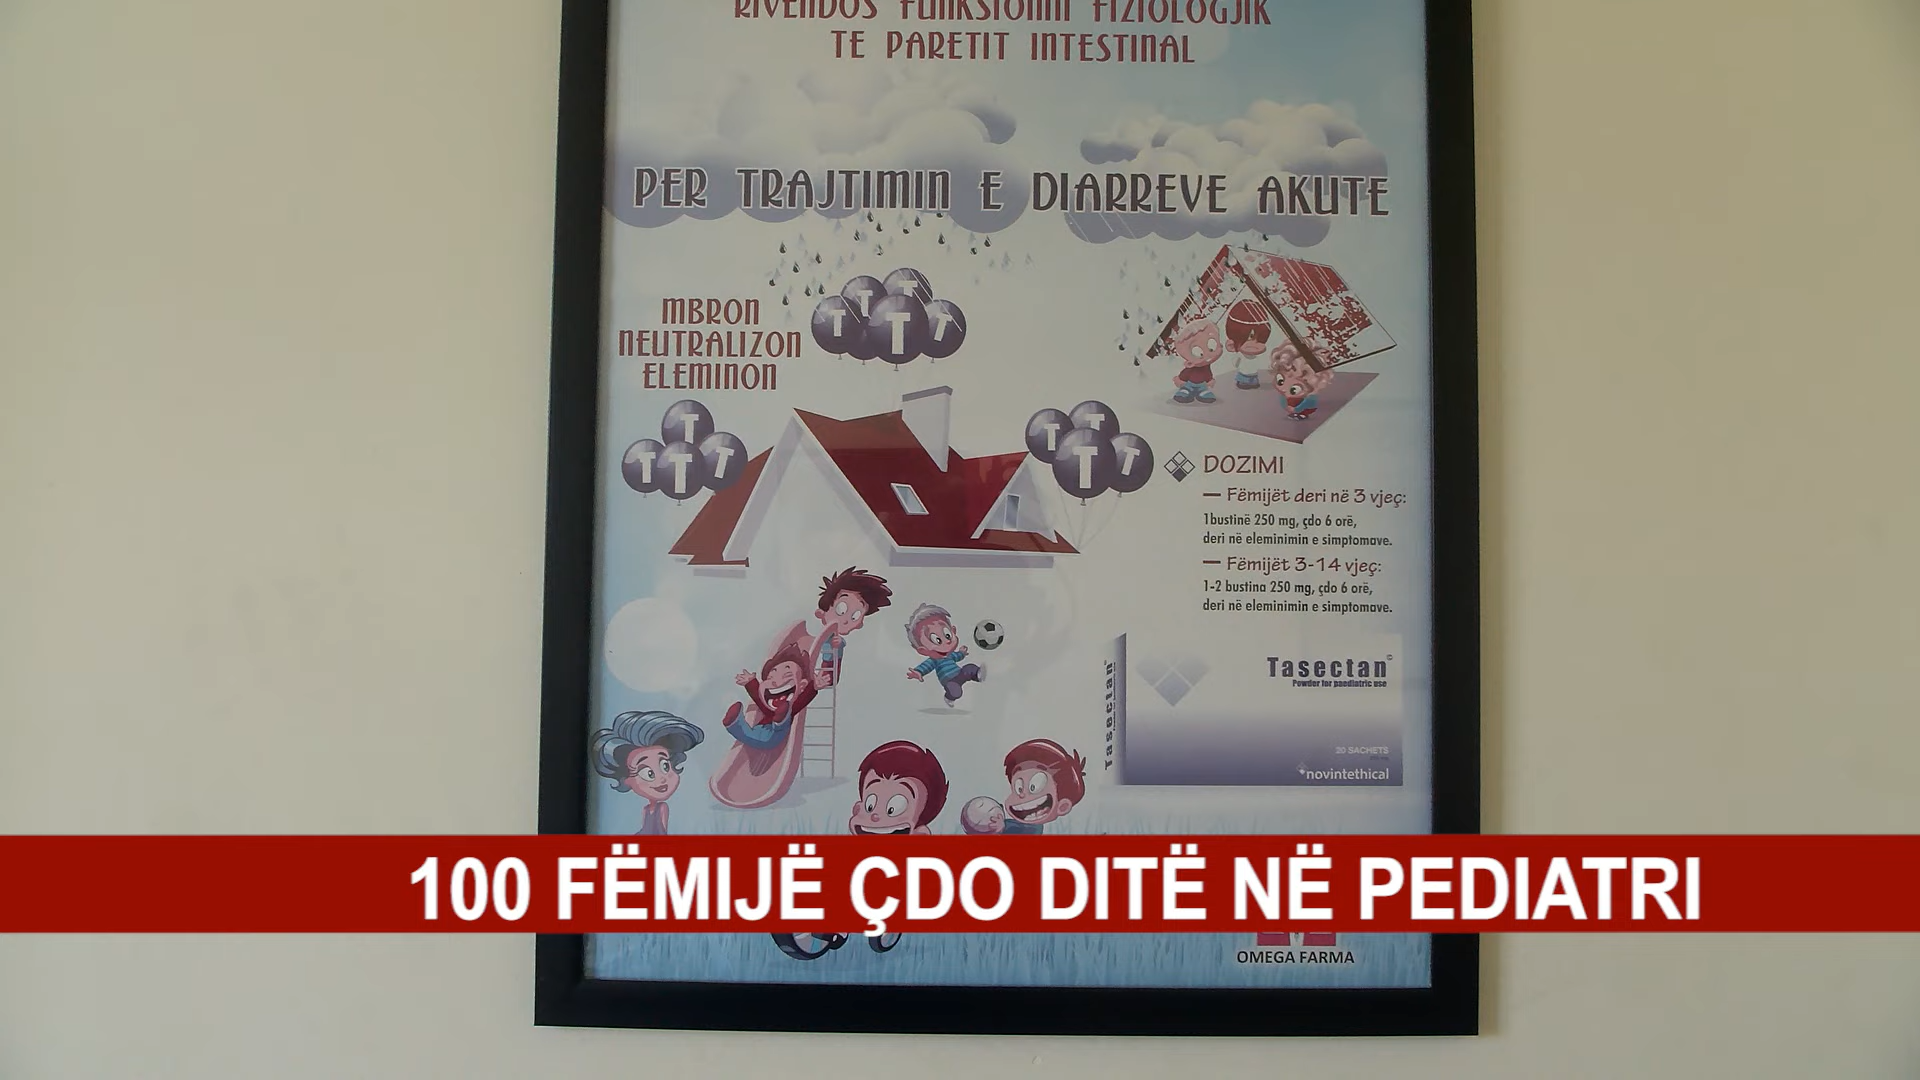 RIVENDOS FUNKSIONIN FIZIOLOGJIK
TE PARETIT INTESTINAL
PER TRAJTIMIN E DIARREVE AKUTE
MBRON
NEUTRALIZON
ELEMINON
T T T T T
T T T T
T T T T
DOZIMI
— Fëmijët deri në 3 vjeç:
1bustinë 250 mg, çdo 6 orë,
deri në eleminimin e simptomave.
— Fëmijët 3-14 vjeç:
1-2 bustina 250 mg, çdo 6 orë,
deri në eleminimin e simptomave.
Tasectan
Tasectan©
Powder for paediatric use
20 SACHETS
novintethical
100 FËMIJË ÇDO DITË NË PEDIATRI
OMEGA FARMA